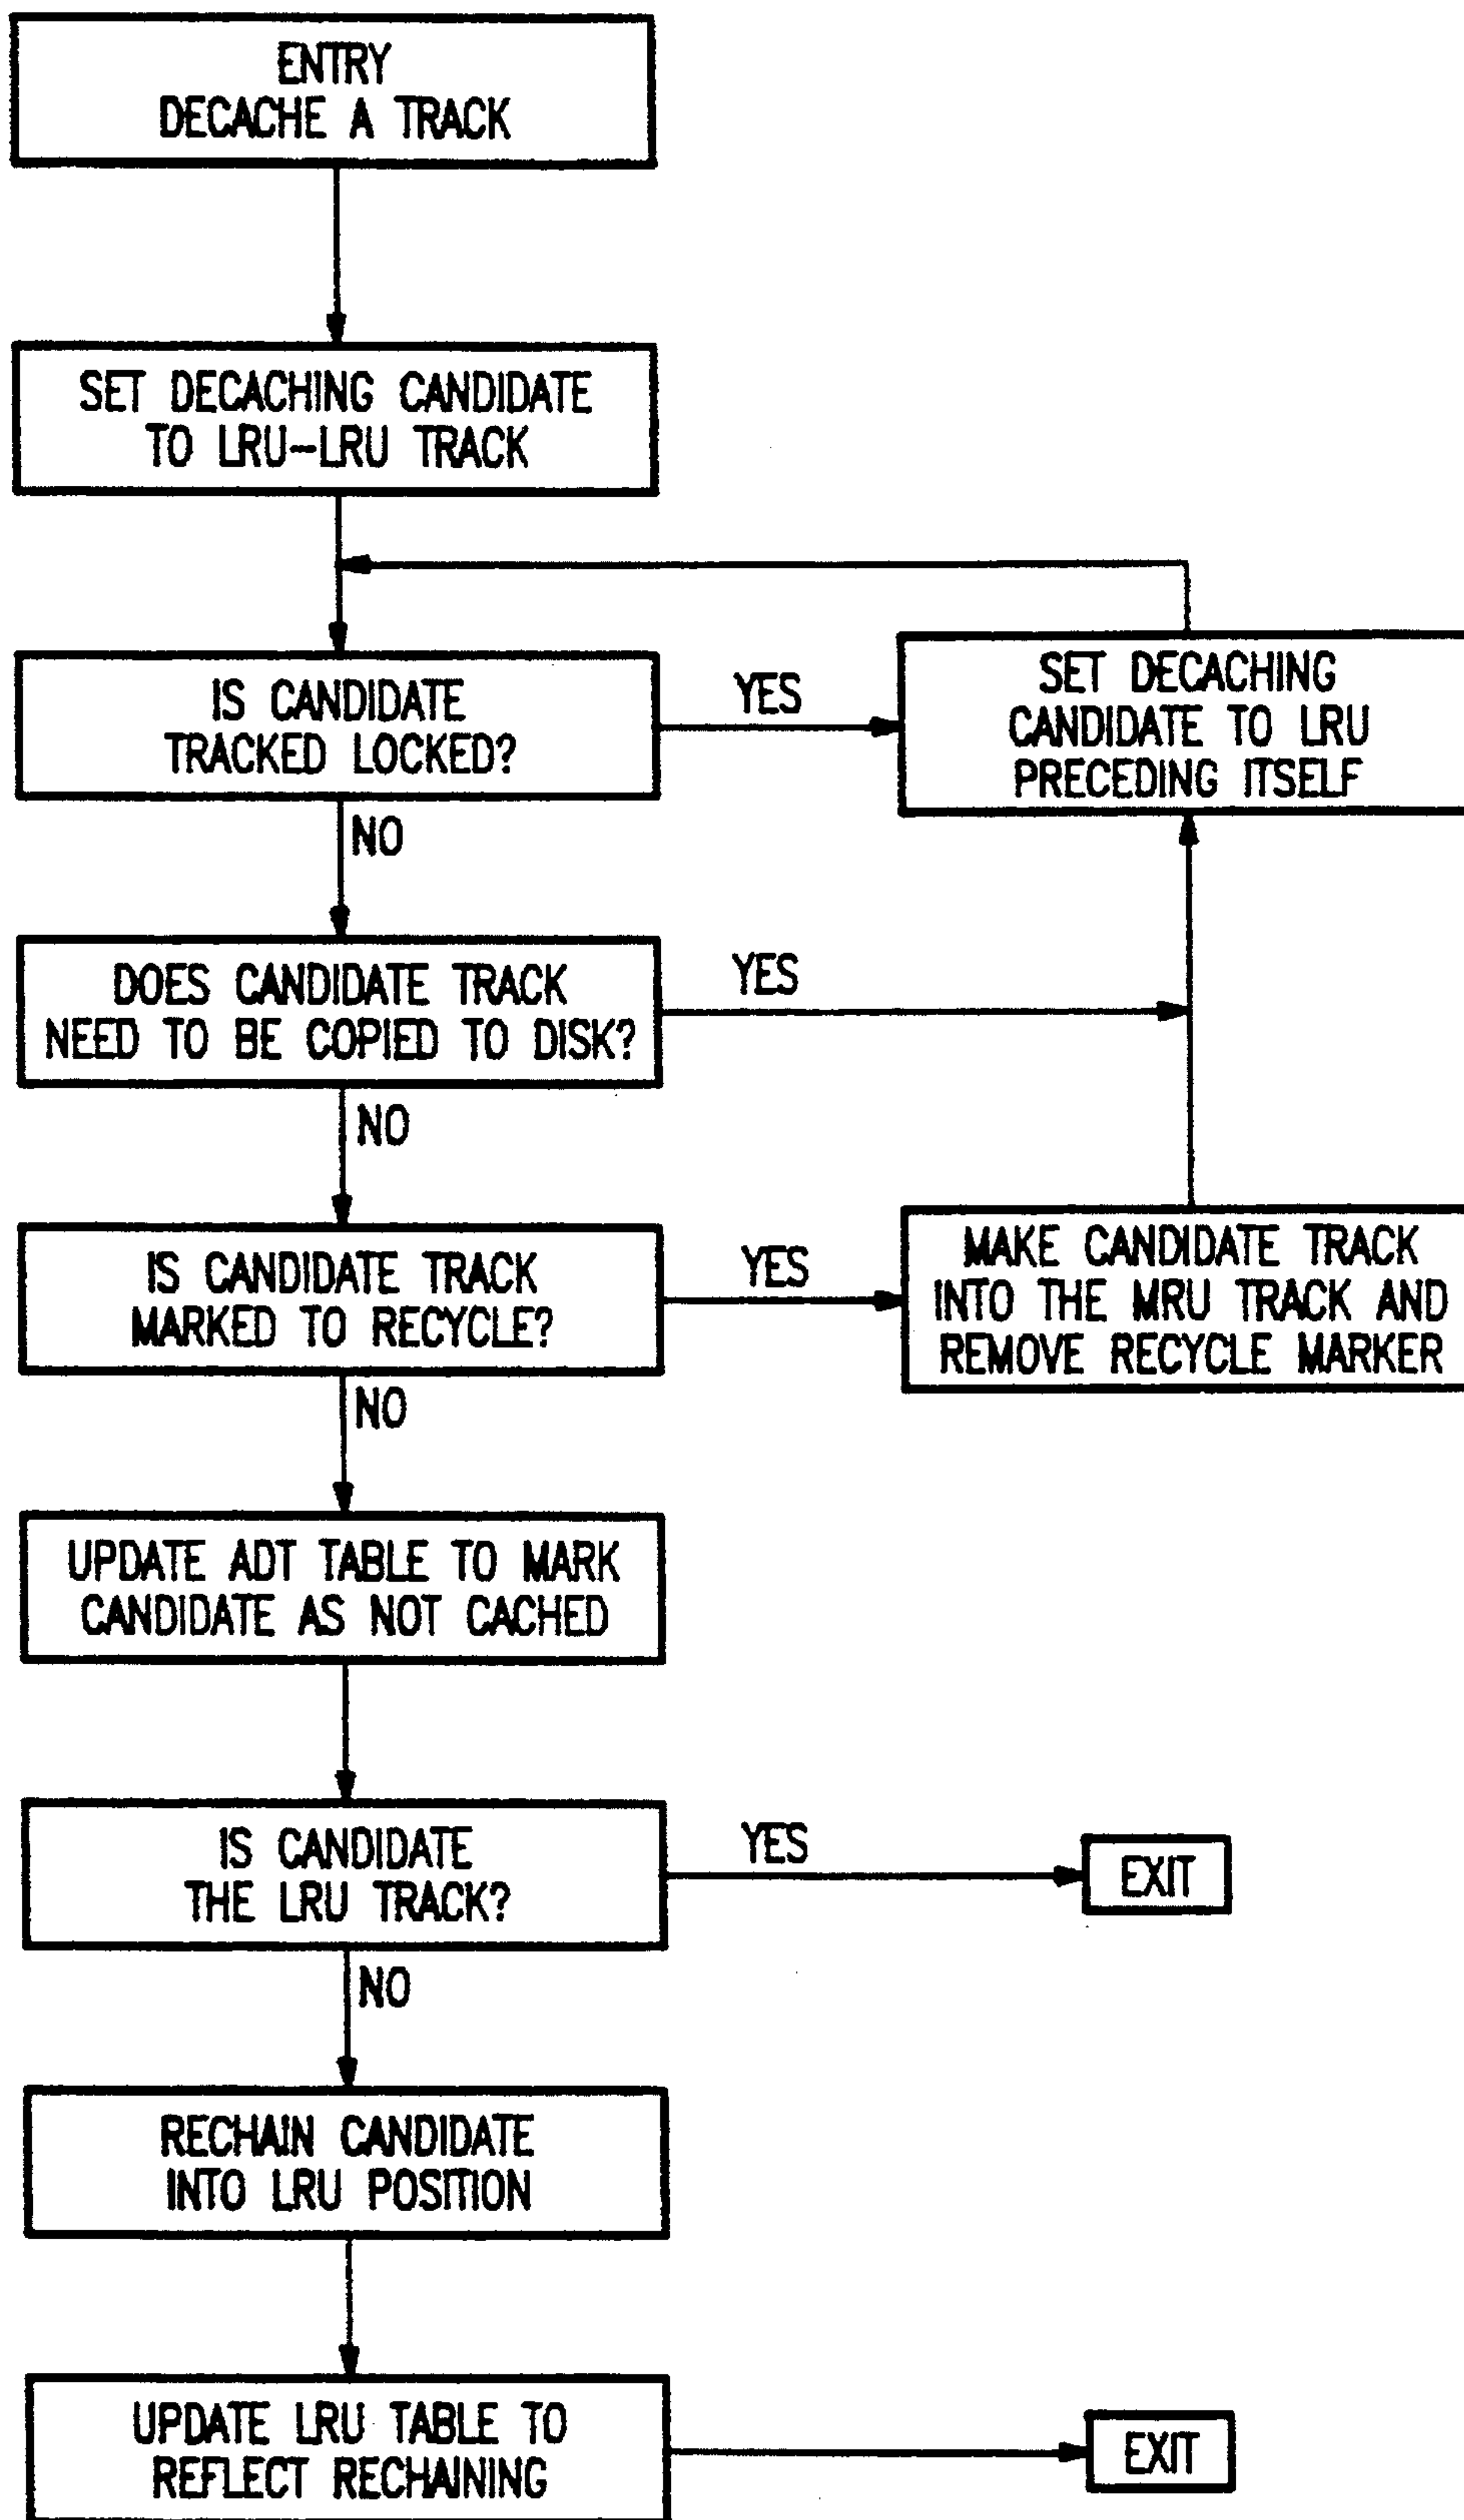 ENTRY
DECACHE A TRACK
SET DECACHING CANDIDATE
TO LRU-LRU TRACK
IS CANDIDATE
TRACKED LOCKED?
YES
SET DECACHING
CANDIDATE TO LRU
PRECEDING ITSELF
NO
DOES CANDIDATE TRACK
NEED TO BE COPIED TO DISK?
YES
NO
IS CANDIDATE TRACK
MARKED TO RECYCLE?
YES
MAKE CANDIDATE TRACK
INTO THE MRU TRACK AND
REMOVE RECYCLE MARKER
NO
UPDATE ADT TABLE TO MARK
CANDIDATE AS NOT CACHED
IS CANDIDATE
THE LRU TRACK?
YES
EXIT
NO
RECHAIN CANDIDATE
INTO LRU POSITION
UPDATE LRU TABLE TO
REFLECT RECHAINING
EXIT